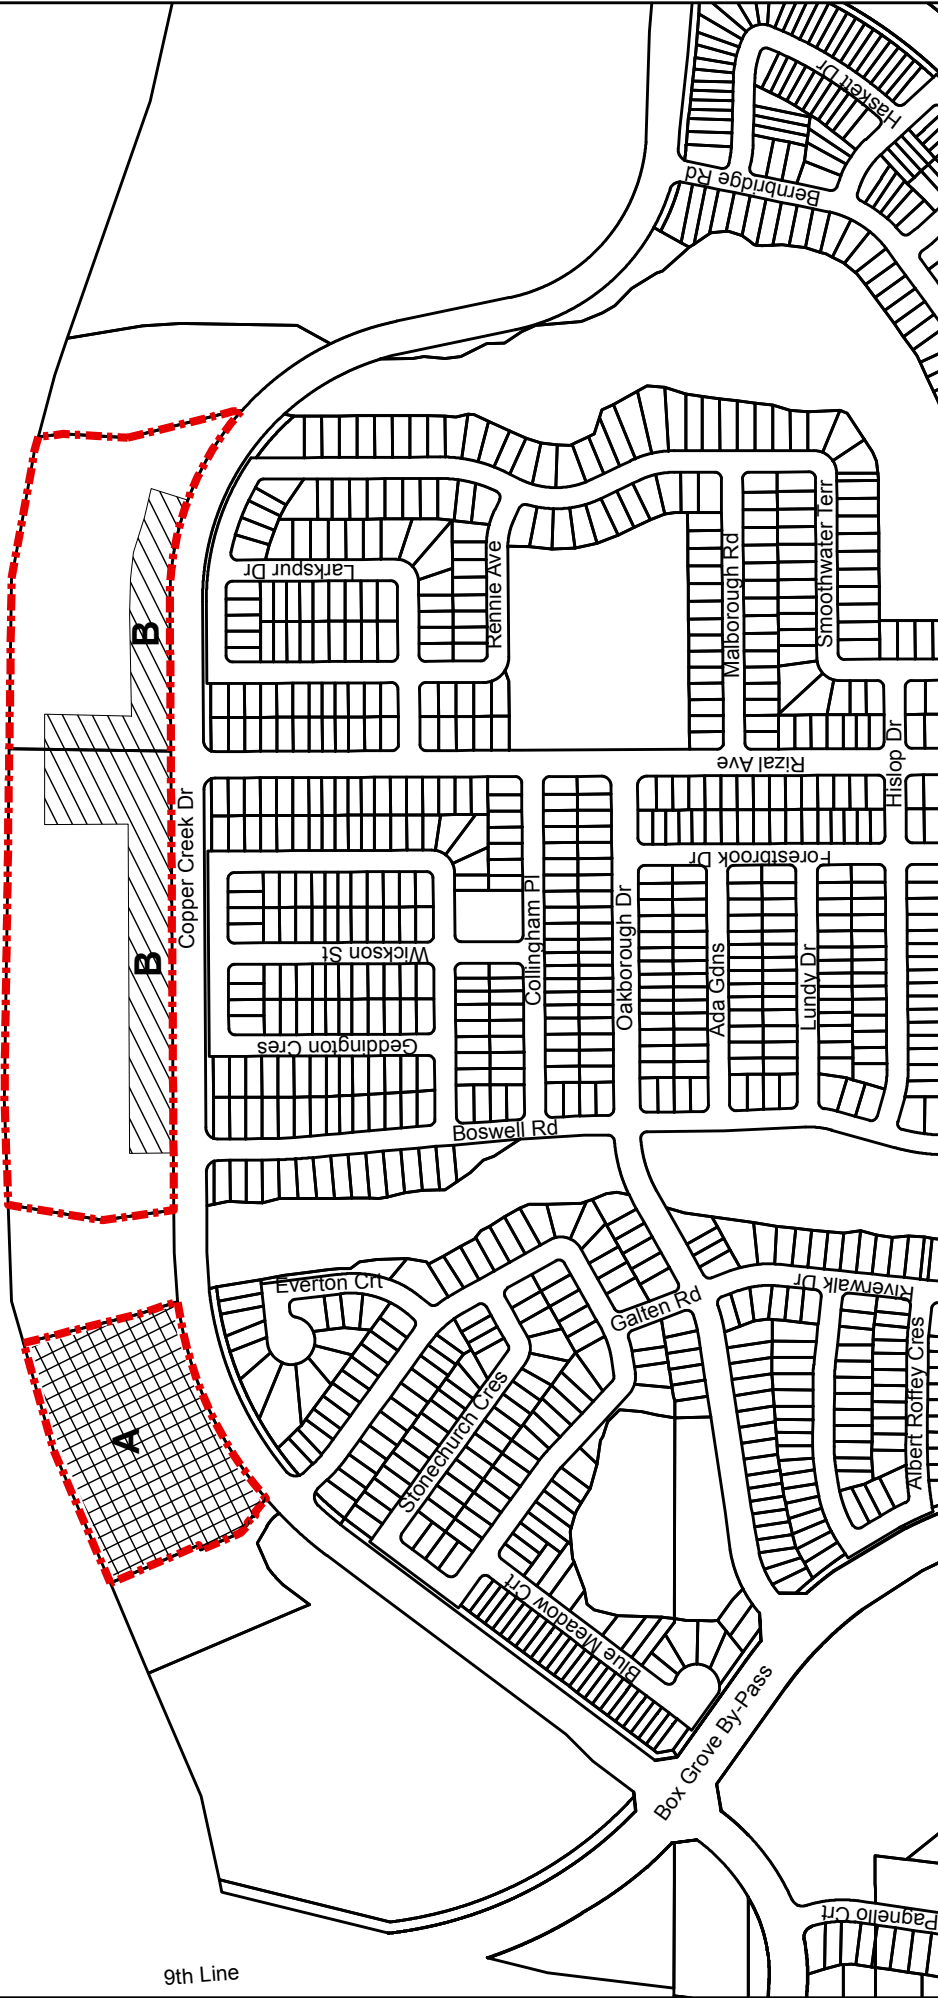 Haskett Dr
Bernbridge Rd
Larkspur Dr
Rennie Ave
Malborough Rd
Smoothwater Terr
B
Rizal Ave
Hislop Dr
Copper Creek Dr
Forestbrook Dr
B
Wickson St
Collingham Pl
Oakborough Dr
Ada Gdns
Lundy Dr
Geddington Cres
Boswell Rd
Everton Crt
Galten Rd
Riverwalk Dr
Albert Roffey Cres
A
Stonechurch Cres
Blue Meadow Crt
Box Grove By-Pass
Pagnello Crt
9th Line